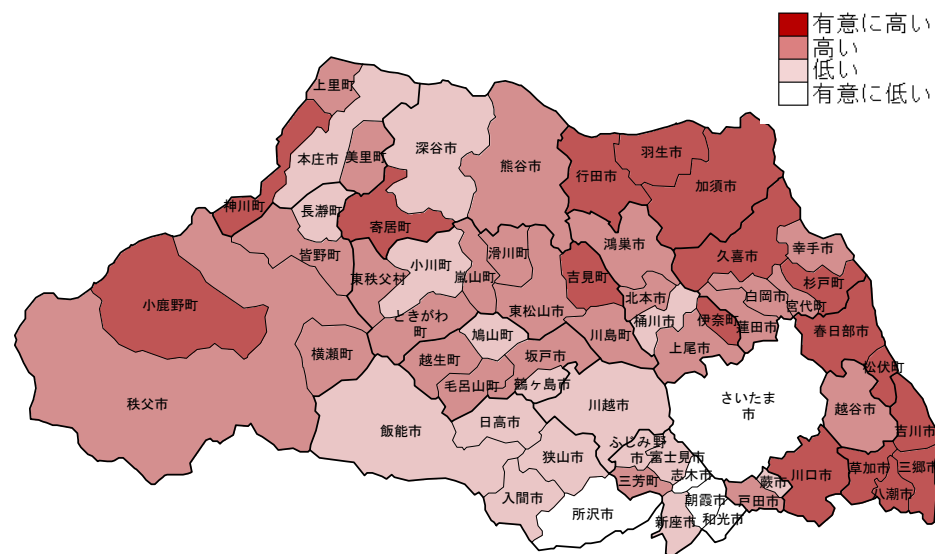 有意に高い
高い
低い
有意に低い
上里町
本庄市
美里町
深谷市
熊谷市
行田市
羽生市
加須市
神川町
長瀞町
寄居町
皆野町
東秩父村
小川町
嵐山町
滑川町
吉見町
鴻巣市
久喜市
幸手市
杉戸町
小鹿野町
ときがわ
町
東松山市
北本市
桶川市
伊奈町
白岡市
宮代町
蓮田市
春日部市
横瀬町
鳩山町
川島町
上尾市
越生町
坂戸市
毛呂山町
鶴ヶ島市
松伏町
秩父市
飯能市
日高市
川越市
さいたま
市
越谷市
吉川市
狭山市
ふじみ野
市
富士見市
志木市
三芳町
入間市
所沢市
新座市
朝霞市
和光市
戸田市
蕨市
川口市
草加市
八潮市
三郷市